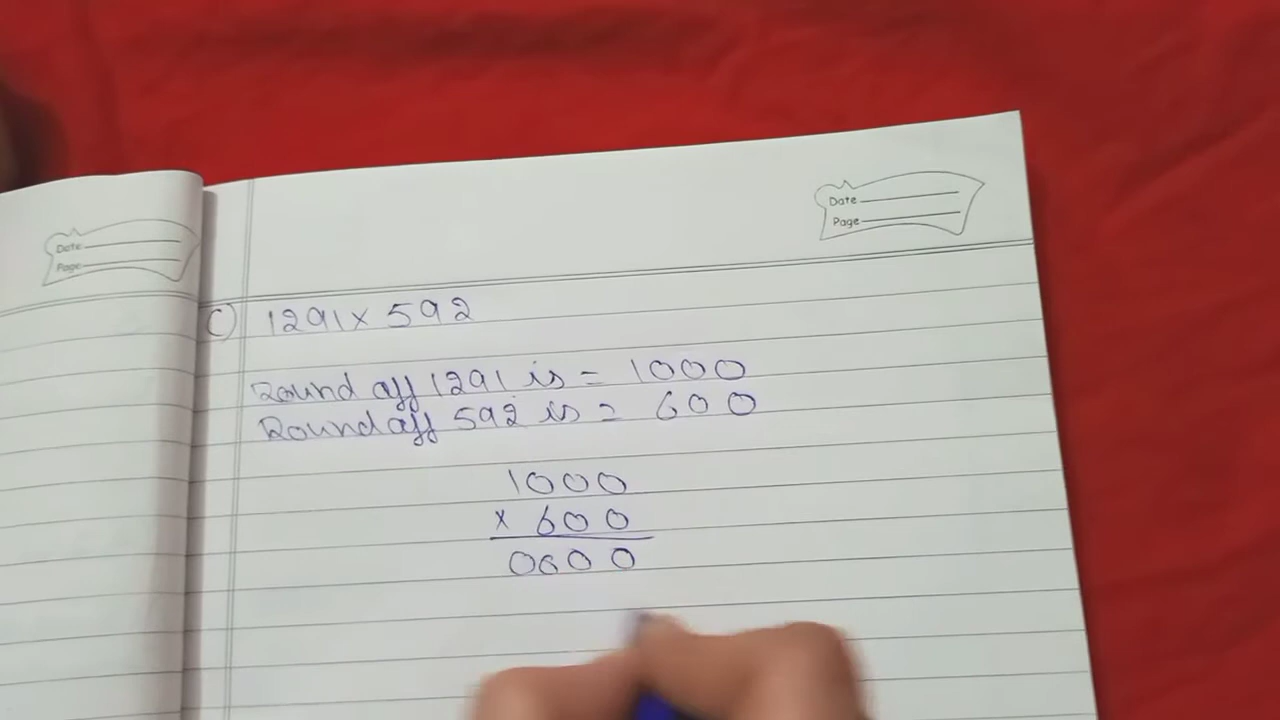 Date
Page
Date
Page
C) 1291 x 592
Round off 1291 is = 1000
Round off 592 is = 600
1000
x 600
0600